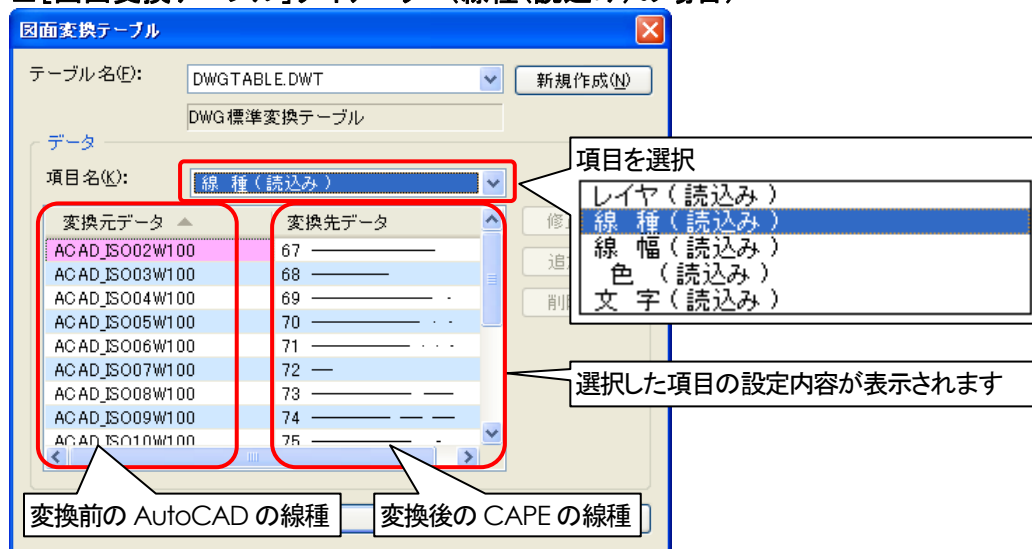 図面変換テーブル
テーブル名(F):
DWGTABLE.DWT
新規作成(N)
DWG標準変換テーブル
データ
項目名(K):
線 種(読込み)
項目を選択
レイヤ(読込み)
線 種(読込み)
線 幅(読込み)
色 (読込み)
文 字(読込み)
変換元データ
変換先データ
ACAD_ISO02W100 67
ACAD_ISO03W100 68
ACAD_ISO04W100 69
ACAD_ISO05W100 70
ACAD_ISO06W100 71
ACAD_ISO07W100 72
ACAD_ISO08W100 73
ACAD_ISO09W100 74
ACAD_ISO10W100 75
追
削
選択した項目の設定内容が表示されます
変換前の AutoCAD の線種
変換後の CAPE の線種